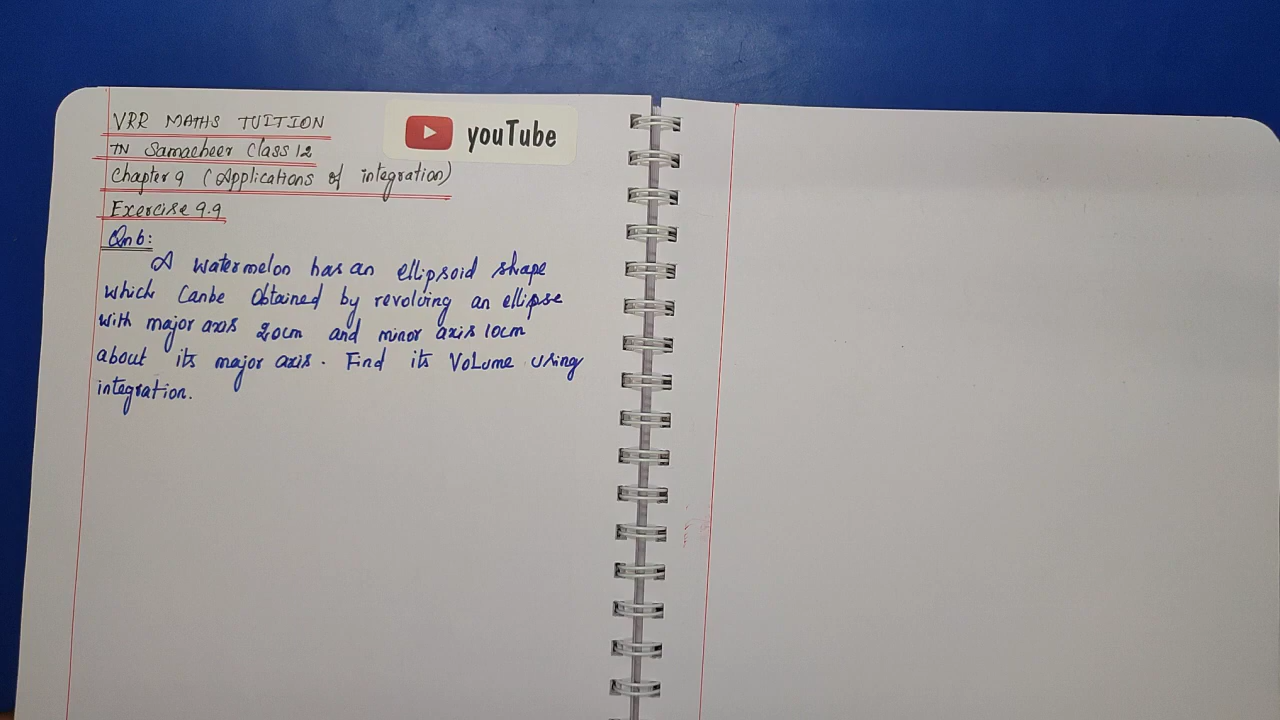 VRR MATHS TUITION
youTube
TN Samacheer Class 12
Chapter 9 (Applications of integration)
Exercise 9.9
Qn 6:
A watermelon has an ellipsoid shape
which can be obtained by revolving an ellipse
with major axis 20cm and minor axis 10cm
about its major axis. Find its Volume using
integration.